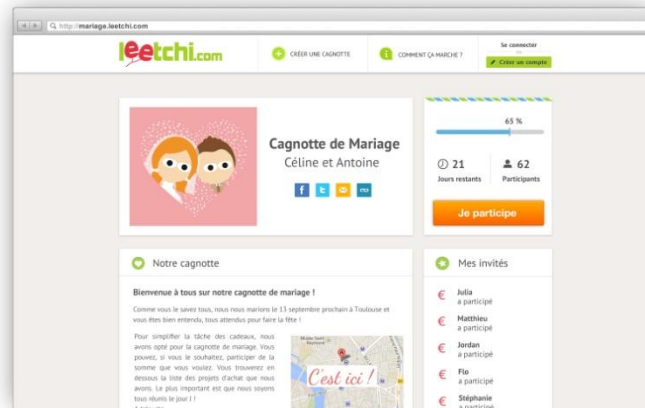 http://mariage.leetchi.com
leetchi.com
CRÉER UNE CAGNOTTE
COMMENT ÇA MARCHE ?
Se connecter
Créer un compte
Cagnotte de Mariage
Céline et Antoine
65 %
21
Jours restants
62
Participants
Je participe
Notre cagnotte
Bienvenue à tous sur notre cagnotte de mariage !
Comme vous le savez tous, nous nous marions le 13 septembre prochain à Toulouse et
vous êtes bien entendu, tous attendus pour faire la fête !
Pour simplifier la tâche des cadeaux, nous
avons opté pour la cagnotte de mariage. Vous
pouvez, si vous le souhaitez, participer de la
somme que vous voulez. Vous trouverez en
dessous la liste des projets d'achat que nous
avons. Le plus important est que nous soyons
tous réunis le jour J !
C'est ici !
Mes invités
Julia
a participé
Matthieu
a participé
Jordan
a participé
Flo
a participé
Stéphanie
a participé